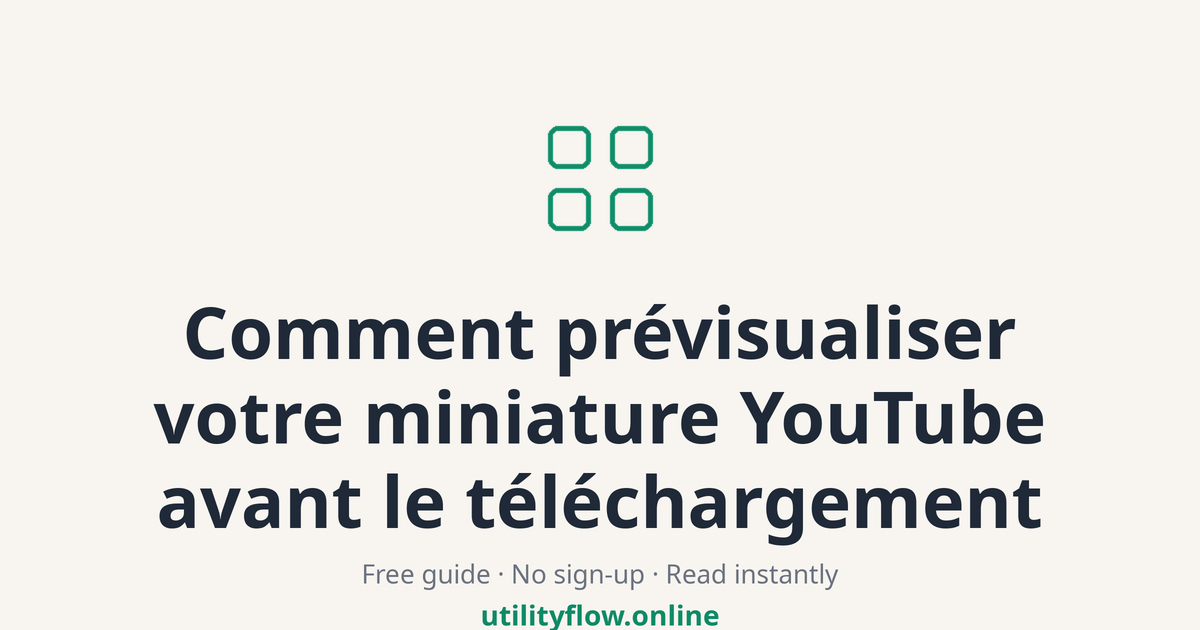 Comment prévisualiser
votre miniature YouTube
avant le téléchargement
Free guide · No sign-up · Read instantly
utilityflow.online